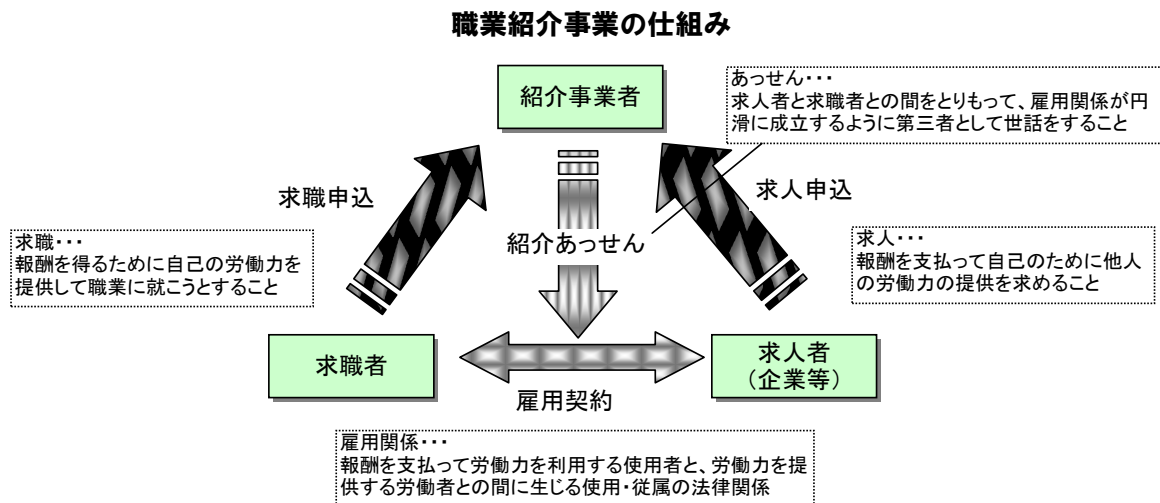 職業紹介事業の仕組み
紹介事業者
あっせん・・・
求人者と求職者との間をとりもって、雇用関係が円
滑に成立するように第三者として世話をすること
求職申込
求人申込
紹介あっせん
求職・・・
報酬を得るために自己の労働力を
提供して職業に就こうとすること
求人・・・
報酬を支払って自己のために他人
の労働力の提供を求めること
求職者
求人者
（企業等）
雇用契約
雇用関係・・・
報酬を支払って労働力を利用する使用者と、労働力を提
供する労働者との間に生じる使用・従属の法律関係